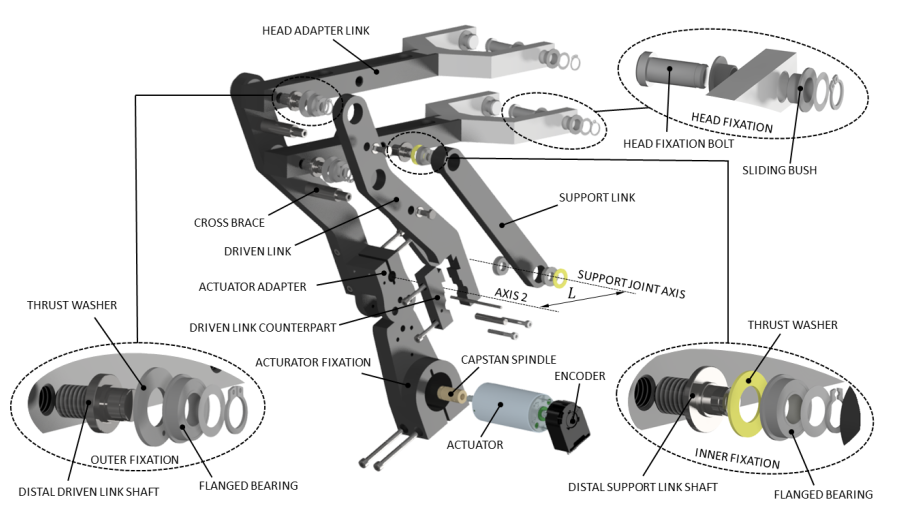 HEAD ADAPTER LINK
HEAD FIXATION
HEAD FIXATION BOLT
SLIDING BUSH
SUPPORT LINK
CROSS BRACE
DRIVEN LINK
ACTUATOR ADAPTER
SUPPORT JOINT AXIS
AXIS 2
L
THRUST WASHER
DRIVEN LINK COUNTERPART
THRUST WASHER
ACTURATOR FIXATION
CAPSTAN SPINDLE
ENCODER
ACTUATOR
OUTER FIXATION
INNER FIXATION
DISTAL DRIVEN LINK SHAFT
FLANGED BEARING
DISTAL SUPPORT LINK SHAFT
FLANGED BEARING